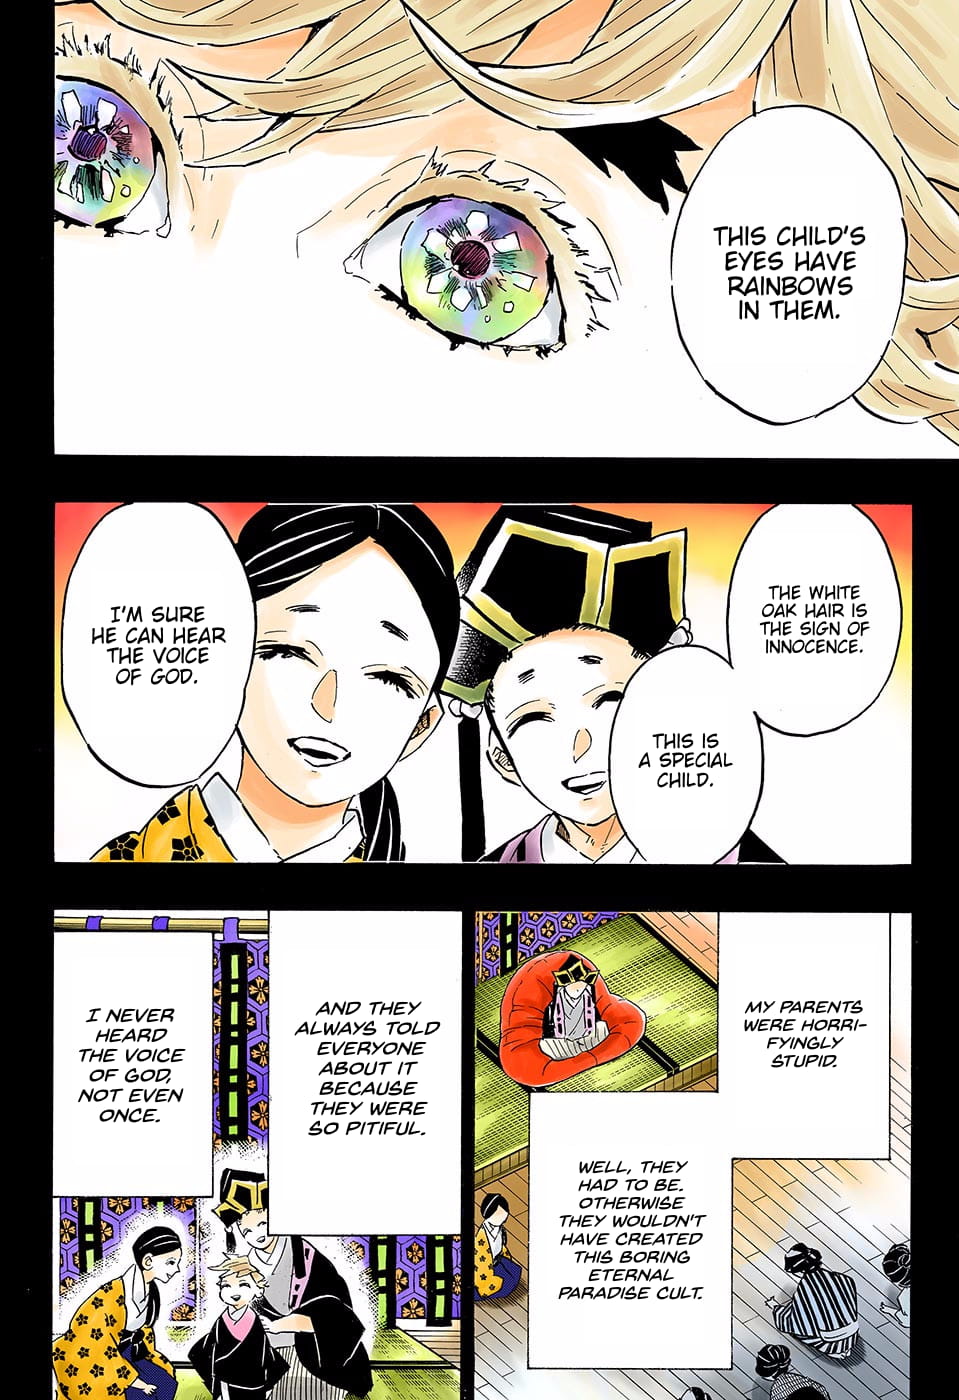 THIS CHILD'S
EYES HAVE
RAINBOWS
IN THEM.
THE WHITE
OAK HAIR IS
THE SIGN OF
INNOCENCE.
THIS IS
A SPECIAL
CHILD.
I'M SURE
HE CAN HEAR
THE VOICE
OF GOD.
MY PARENTS
WERE HORRI-
FYINGLY
STUPID.
WELL, THEY
HAD TO BE.
OTHERWISE
THEY WOULDN'T
HAVE CREATED
THIS BORING
ETERNAL
PARADISE CULT.
AND THEY
ALWAYS TOLD
EVERYONE
ABOUT IT
BECAUSE
THEY WERE
SO PITIFUL.
I NEVER
HEARD
THE VOICE
OF GOD,
NOT EVEN
ONCE.